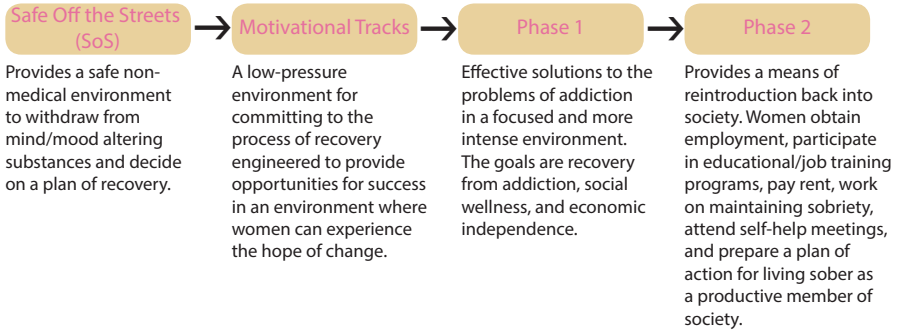 Safe Off the Streets
(SoS)
Provides a safe non-
medical environment
to withdraw from
mind/mood altering
substances and decide
on a plan of recovery.
Motivational Tracks
A low-pressure
environment for
committing to the
process of recovery
engineered to provide
opportunities for success
in an environment where
women can experience
the hope of change.
Phase 1
Effective solutions to the
problems of addiction
in a focused and more
intense environment.
The goals are recovery
from addiction, social
wellness, and economic
independence.
Phase 2
Provides a means of
reintroduction back into
society. Women obtain
employment, participate
in educational/job training
programs, pay rent, work
on maintaining sobriety,
attend self-help meetings,
and prepare a plan of
action for living sober as
a productive member of
society.